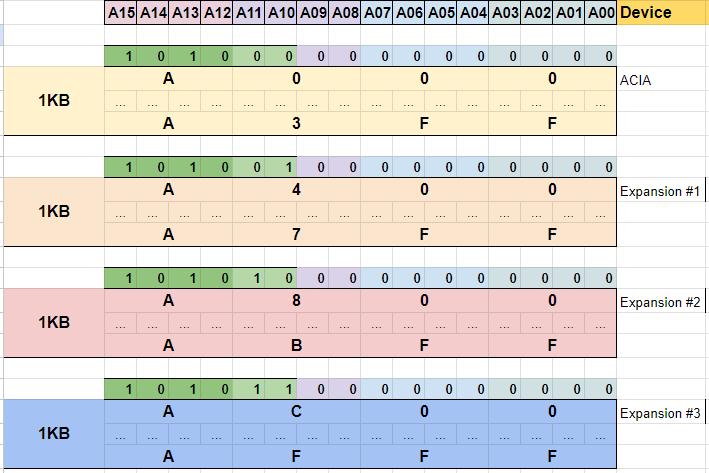 A15 A14 A13 A12 A11 A10 A09 A08 A07 A06 A05 A04 A03 A02 A01 A00 Device
1 0 1 0 0 0 0 0 0 0 0 0 0 0 0 0
A 0 0 0 ACIA
1KB
... ... ... ... ... ... ... ... ... ... ... ... ... ... ... ...
A 3 F F
1 0 1 0 0 1 0 0 0 0 0 0 0 0 0 0
A 4 0 0 Expansion #1
1KB
... ... ... ... ... ... ... ... ... ... ... ... ... ... ... ...
A 7 F F
1 0 1 0 1 0 0 0 0 0 0 0 0 0 0 0
A 8 0 0 Expansion #2
1KB
... ... ... ... ... ... ... ... ... ... ... ... ... ... ... ...
A B F F
1 0 1 0 1 1 0 0 0 0 0 0 0 0 0 0
A C 0 0 Expansion #3
1KB
... ... ... ... ... ... ... ... ... ... ... ... ... ... ... ...
A F F F